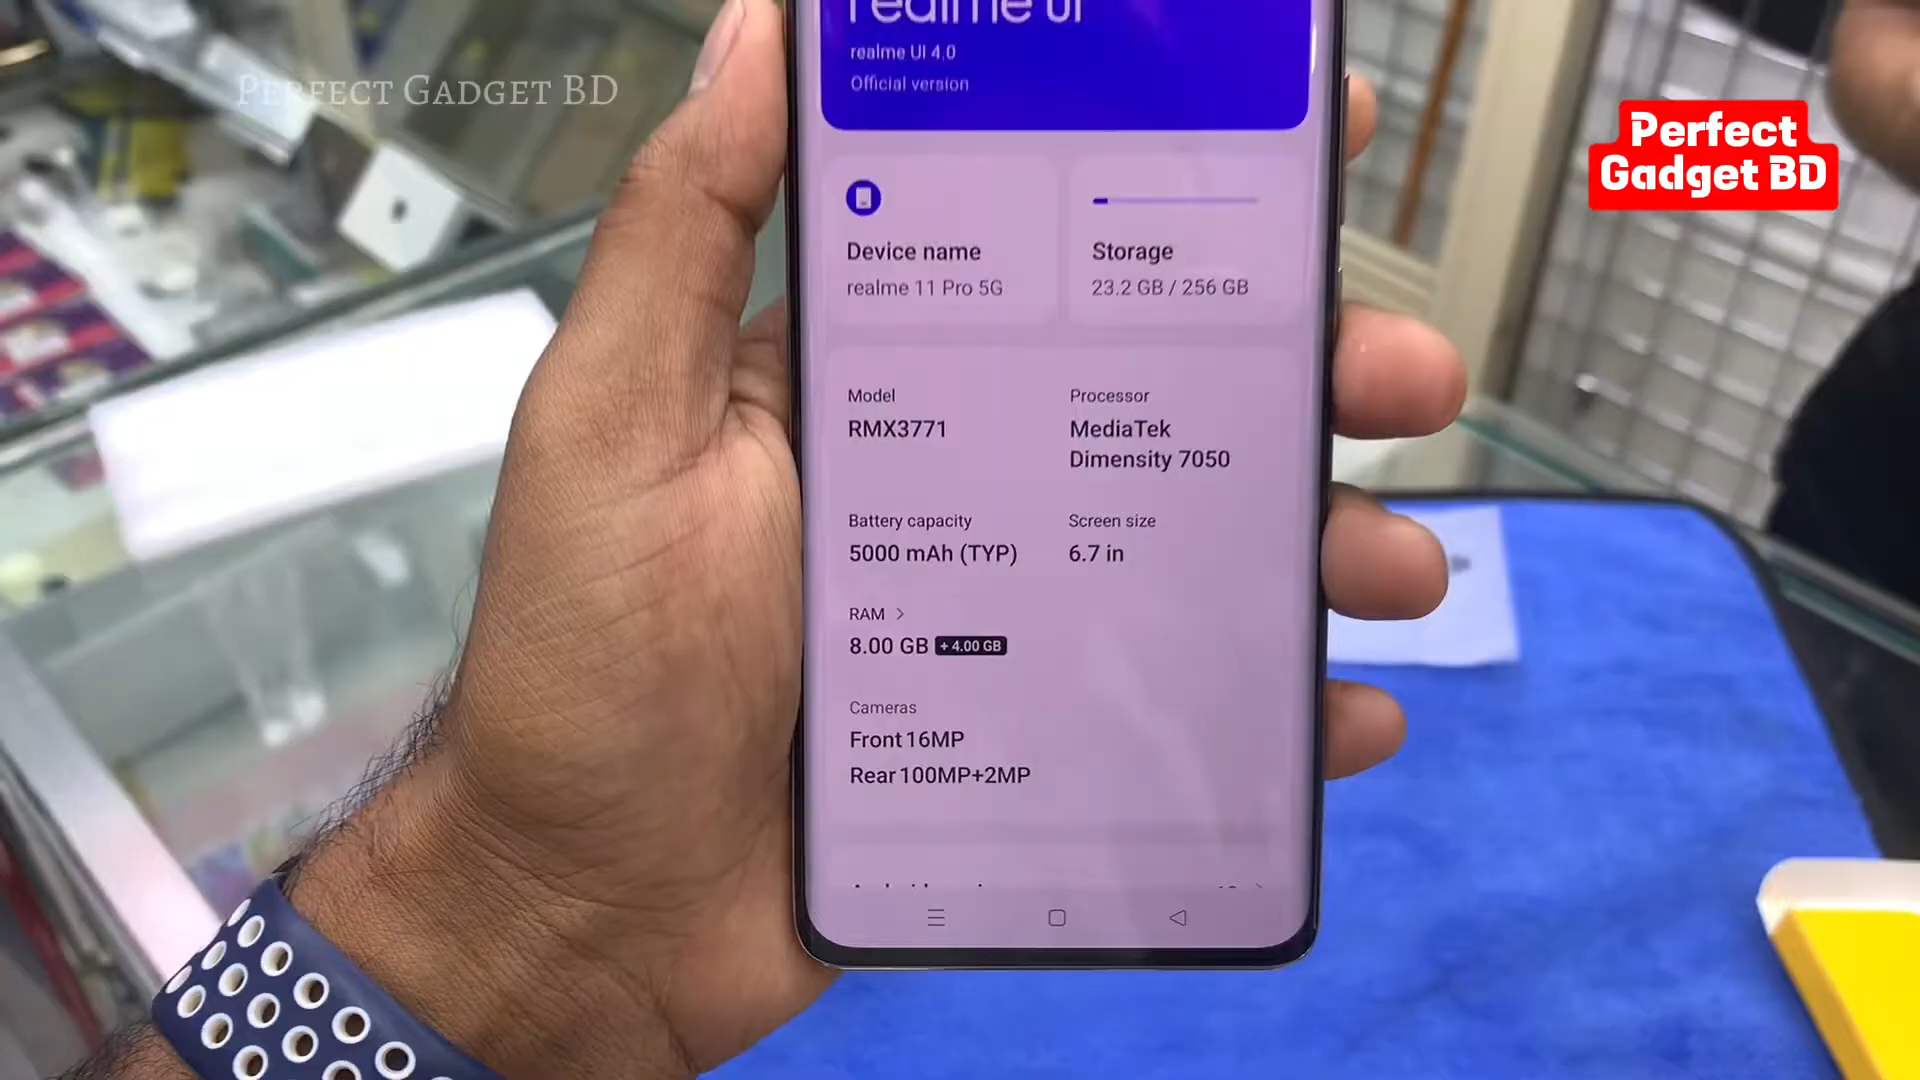 realme UI
realme UI 4.0
Official version
PERFECT GADGET BD
Perfect
Gadget BD
Device name
realme 11 Pro 5G
Storage
23.2 GB / 256 GB
Model
RMX3771
Processor
MediaTek
Dimensity 7050
Battery capacity
5000 mAh (TYP)
Screen size
6.7 in
RAM >
8.00 GB + 4.00 GB
Cameras
Front 16MP
Rear 100MP+2MP